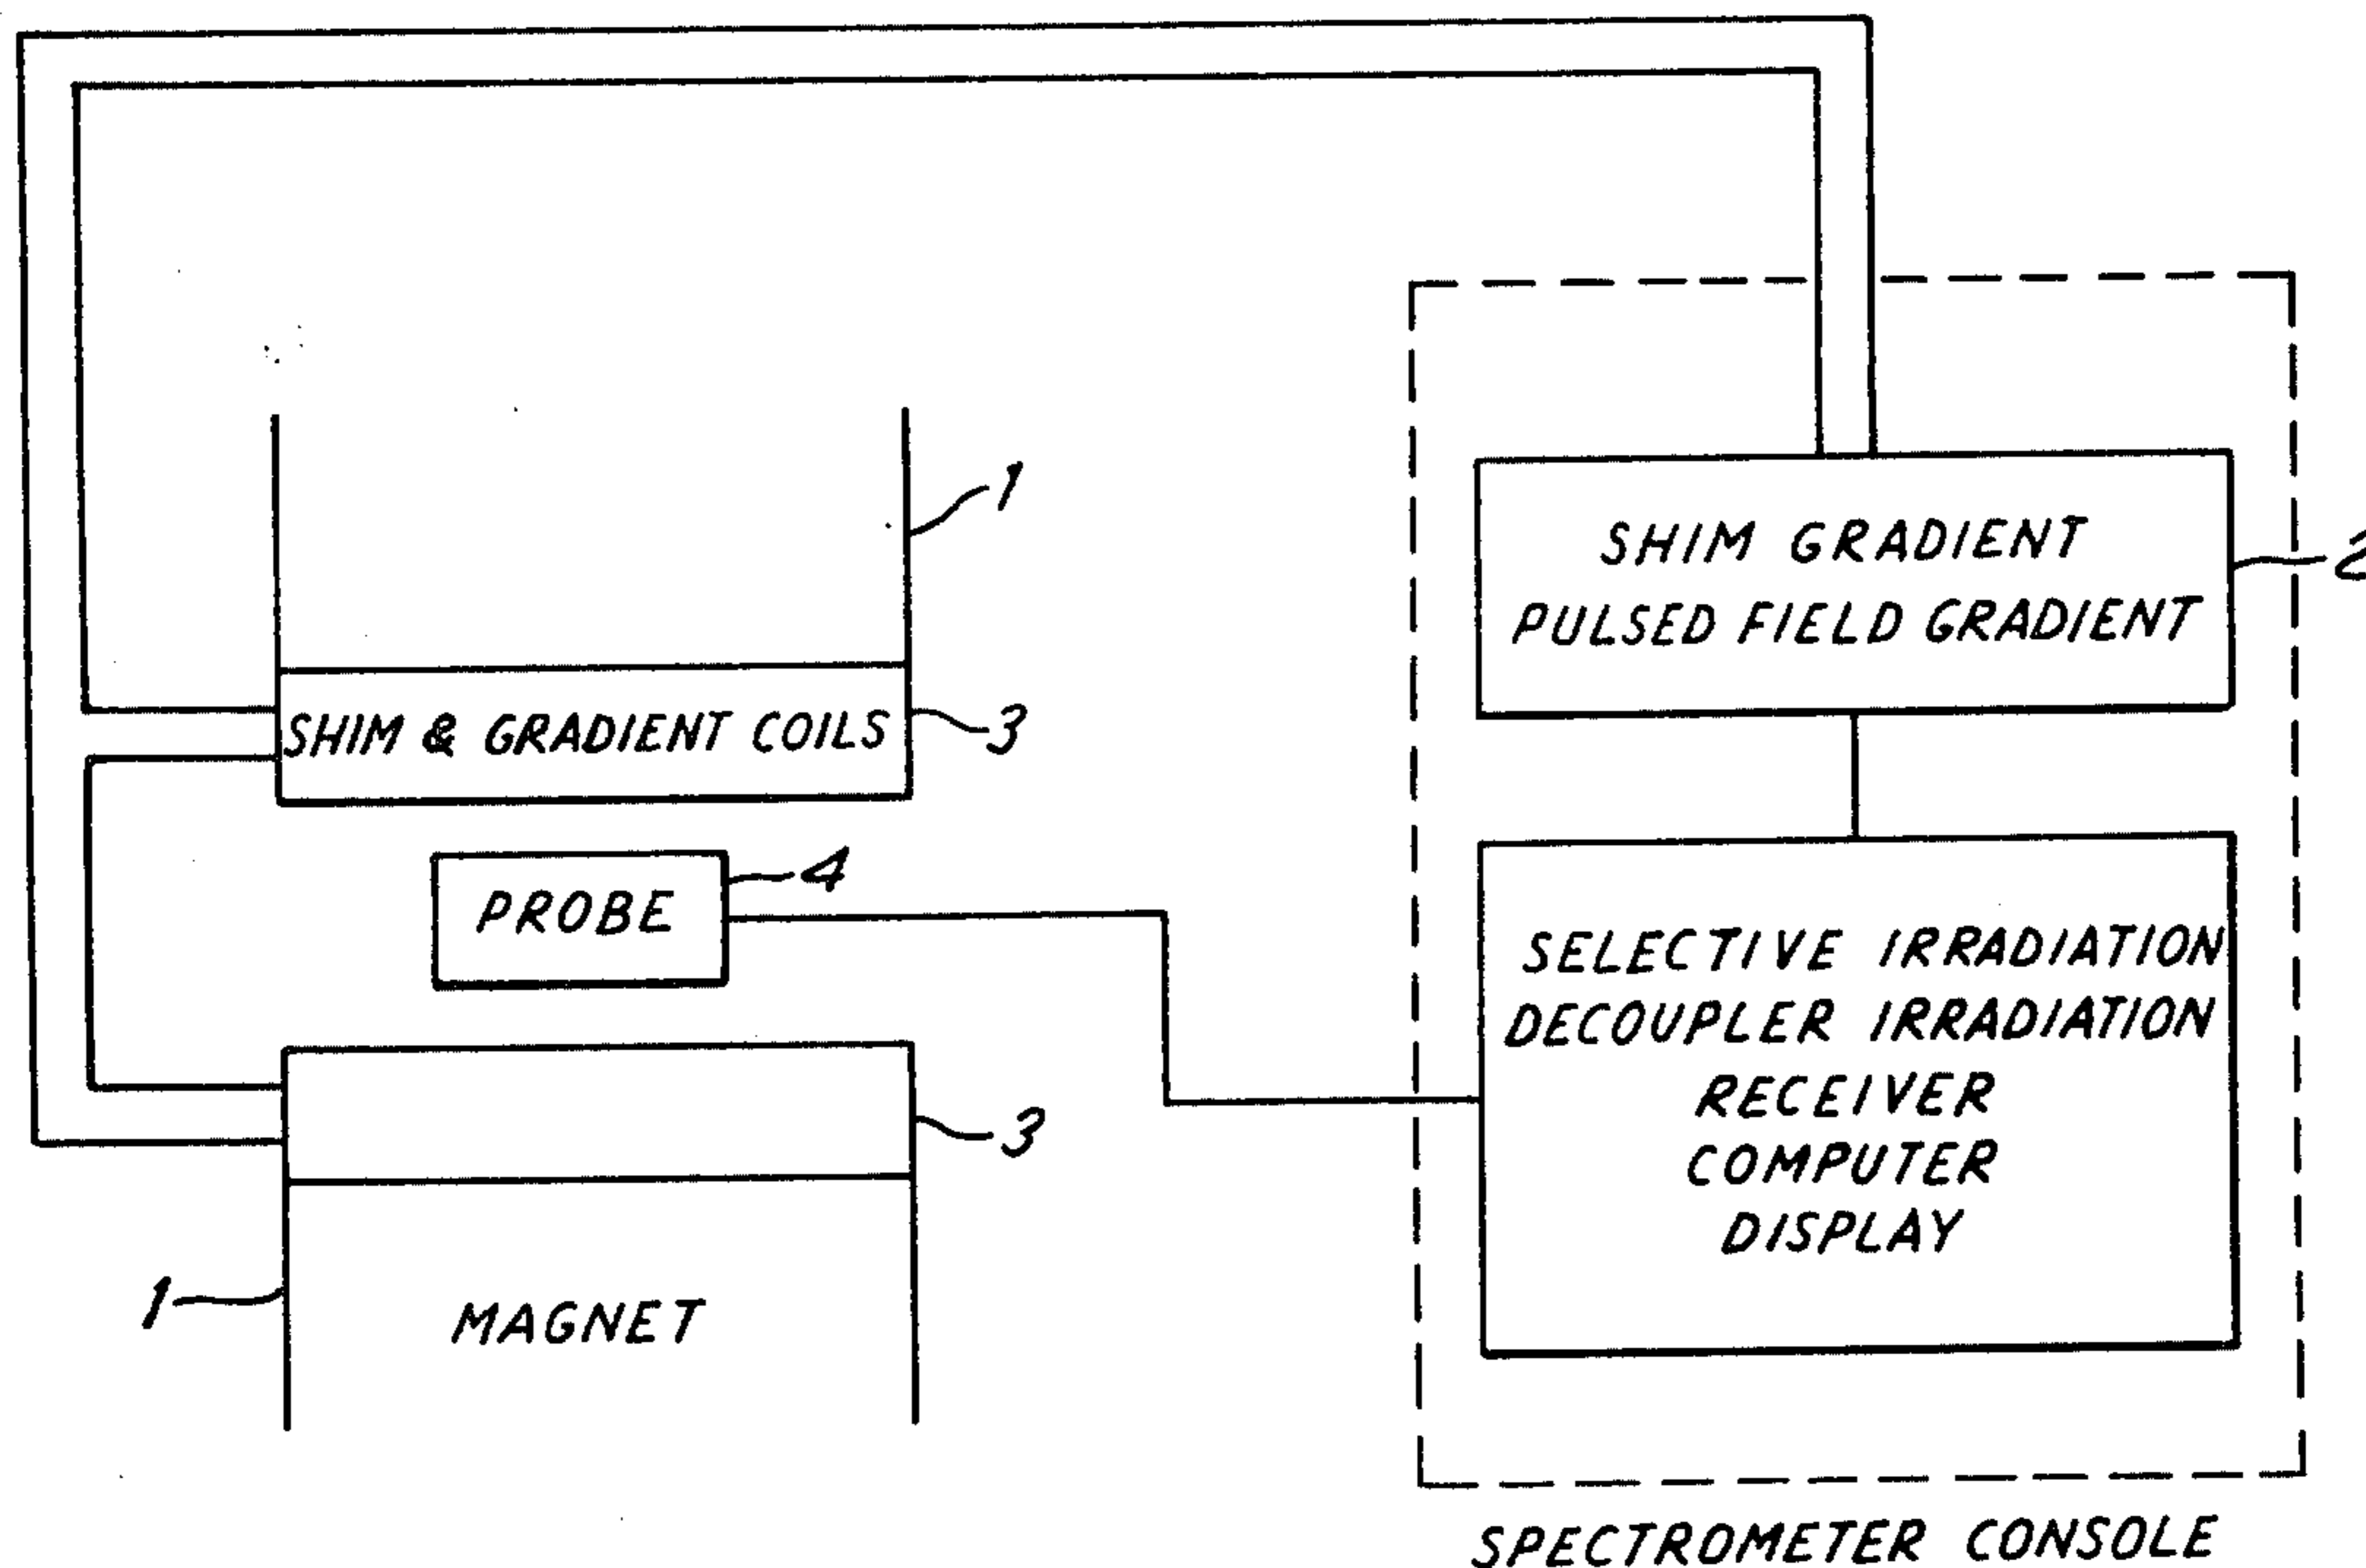 1
SHIM GRADIENT
PULSED FIELD GRADIENT
2
SHIM & GRADIENT COILS
3
PROBE
4
SELECTIVE IRRADIATION
DECOUPLER IRRADIATION
RECEIVER
COMPUTER
DISPLAY
3
1
MAGNET
SPECTROMETER CONSOLE